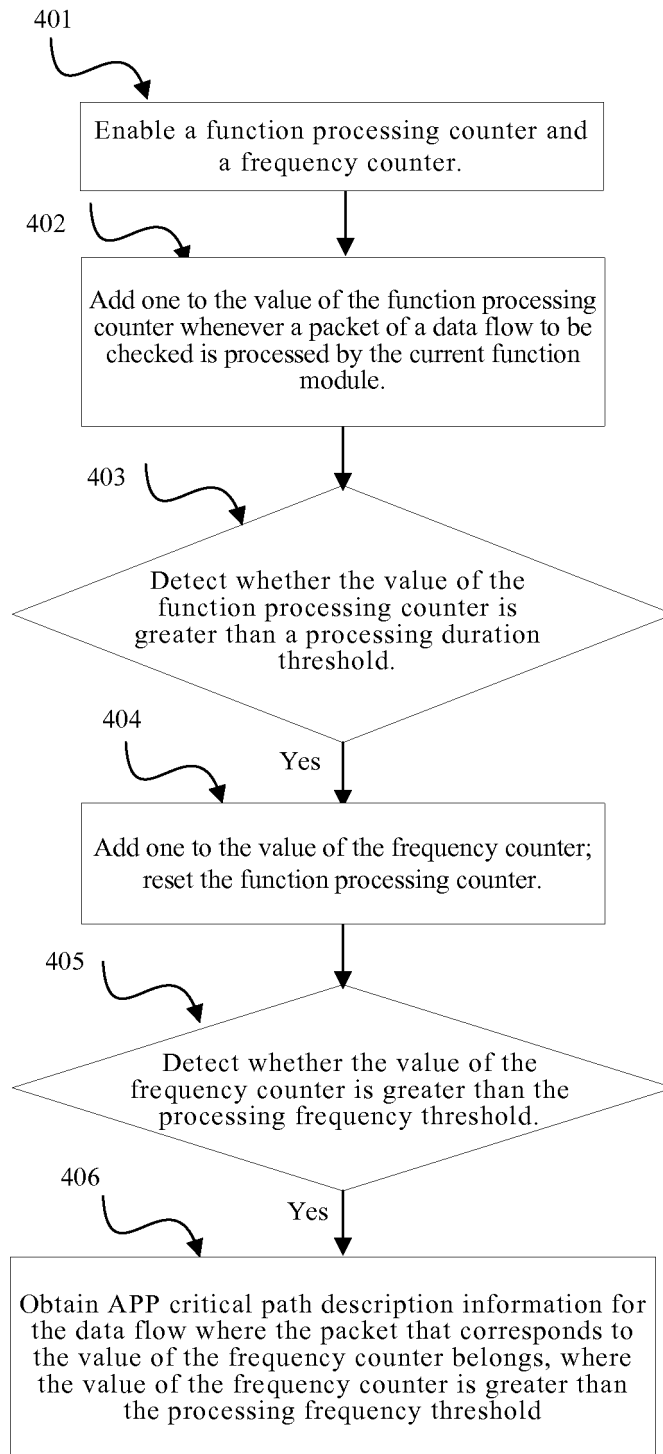 401
Enable a function processing counter and
a frequency counter.
402
Add one to the value of the function processing
counter whenever a packet of a data flow to be
checked is processed by the current function
module.
403
Detect whether the value of the
function processing counter is
greater than a processing duration
threshold.
404
Yes
Add one to the value of the frequency counter;
reset the function processing counter.
405
Detect whether the value of the
frequency counter is greater than the
processing frequency threshold.
406
Yes
Obtain APP critical path description information for
the data flow where the packet that corresponds to
the value of the frequency counter belongs, where
the value of the frequency counter is greater than
the processing frequency threshold